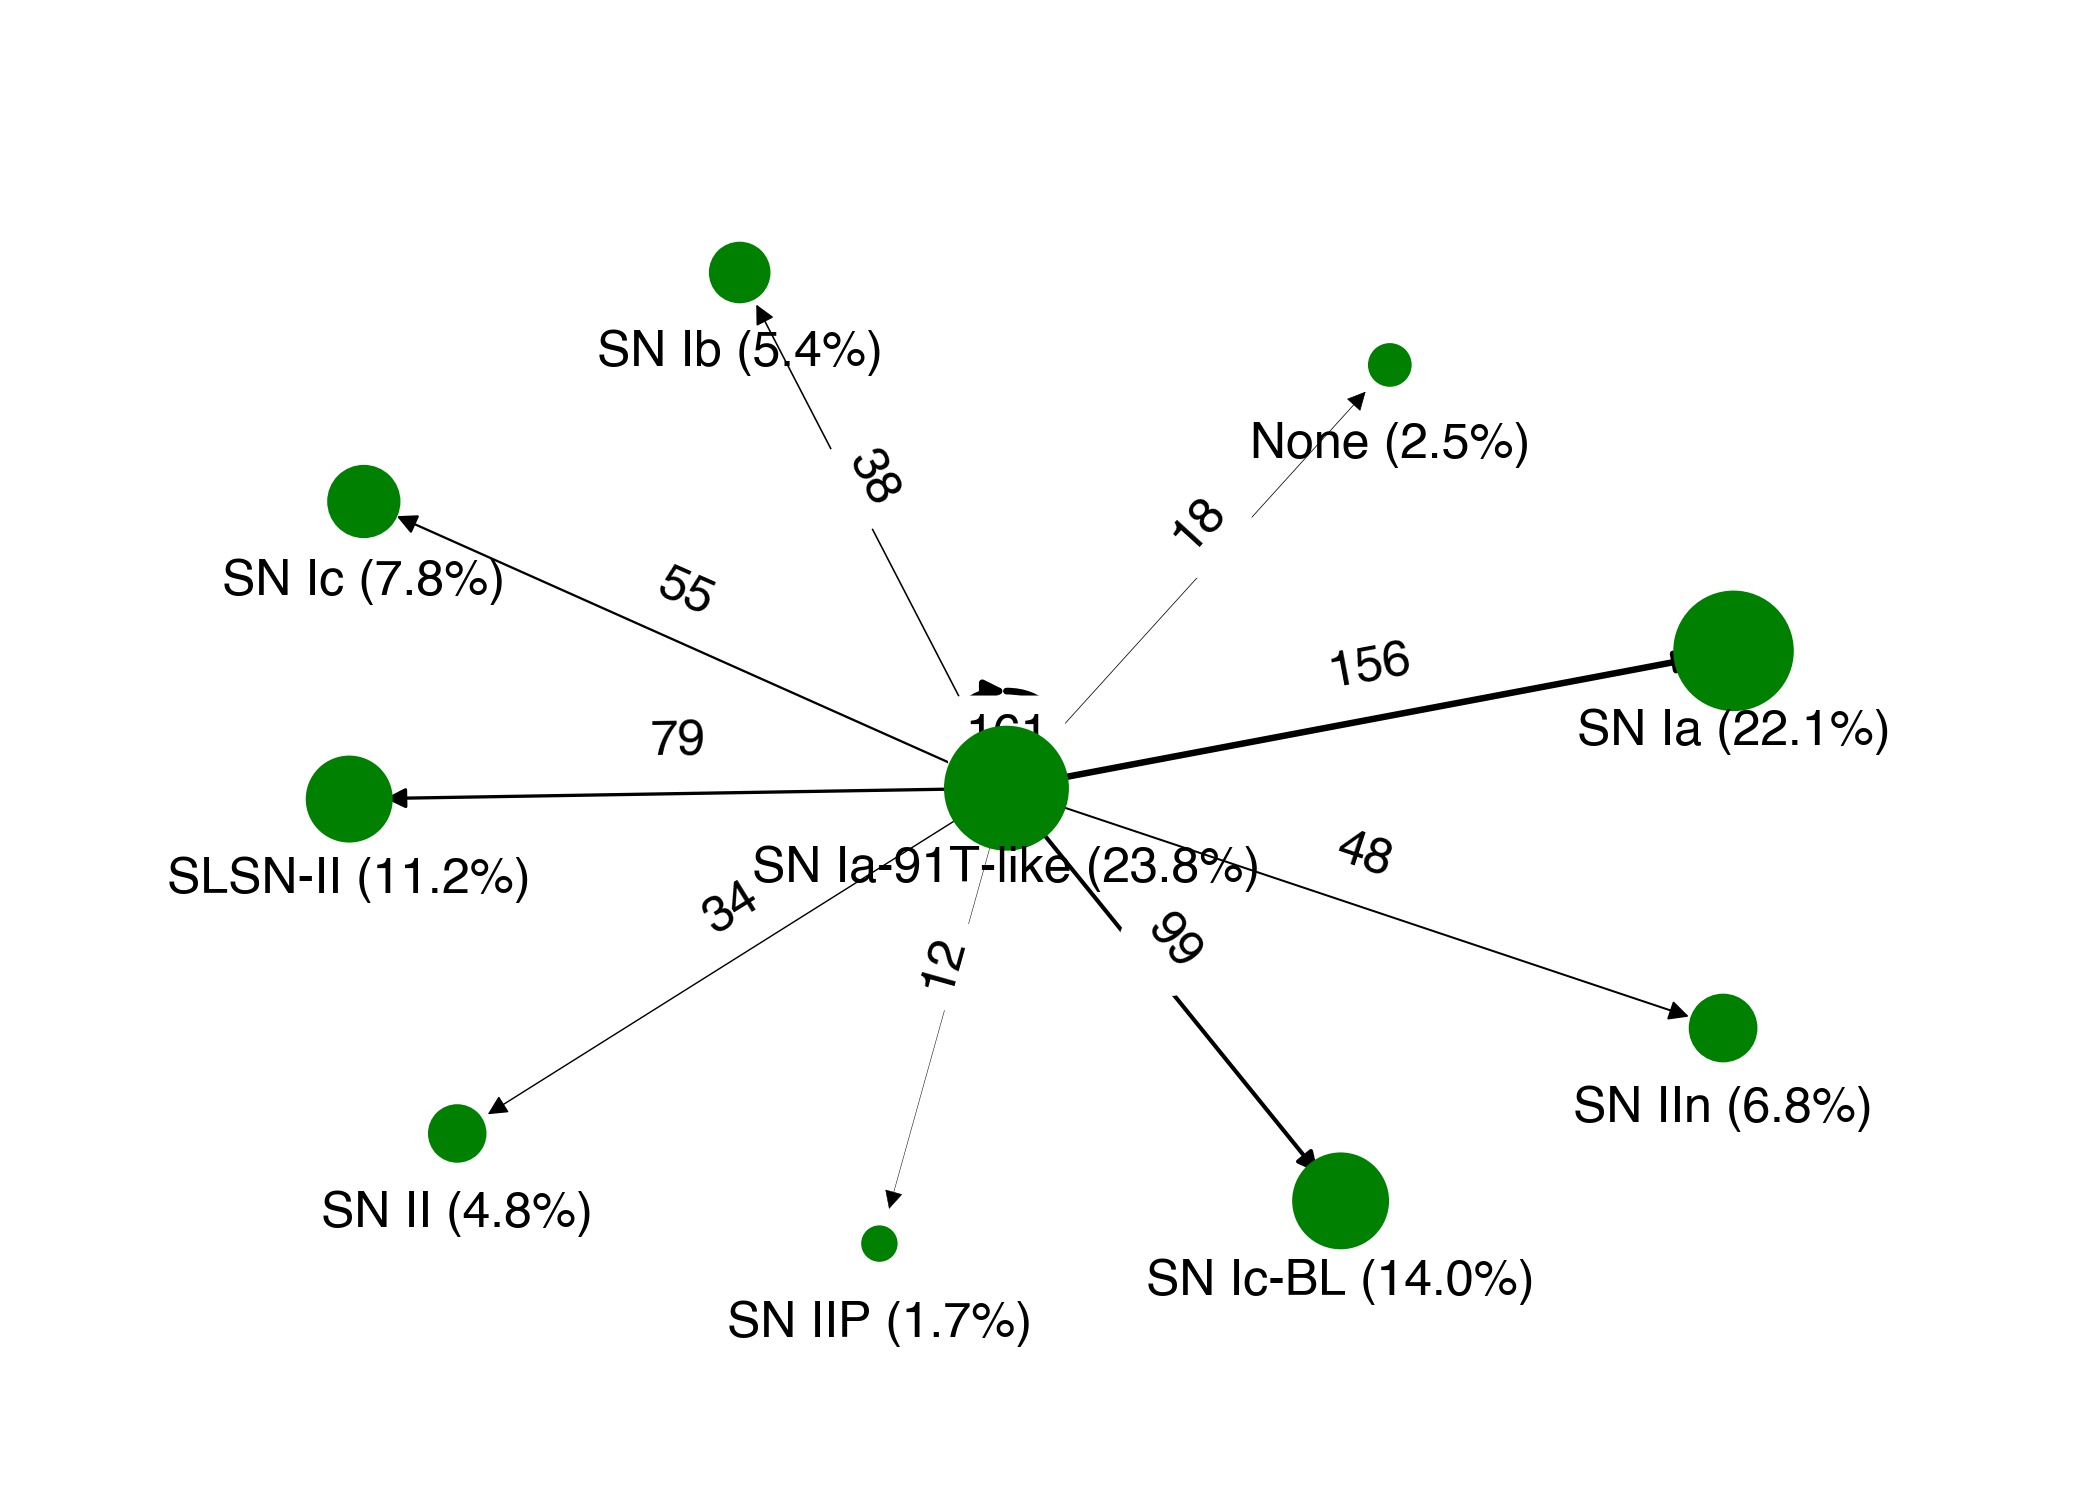 SN Ib (5.4%)
None (2.5%)
38
18
SN Ic (7.8%)
55
156
161
SN Ia (22.1%)
79
SLSN-II (11.2%)
SN Ia-91T-like (23.8%)
48
34
99
12
SN IIn (6.8%)
SN II (4.8%)
SN Ic-BL (14.0%)
SN IIP (1.7%)